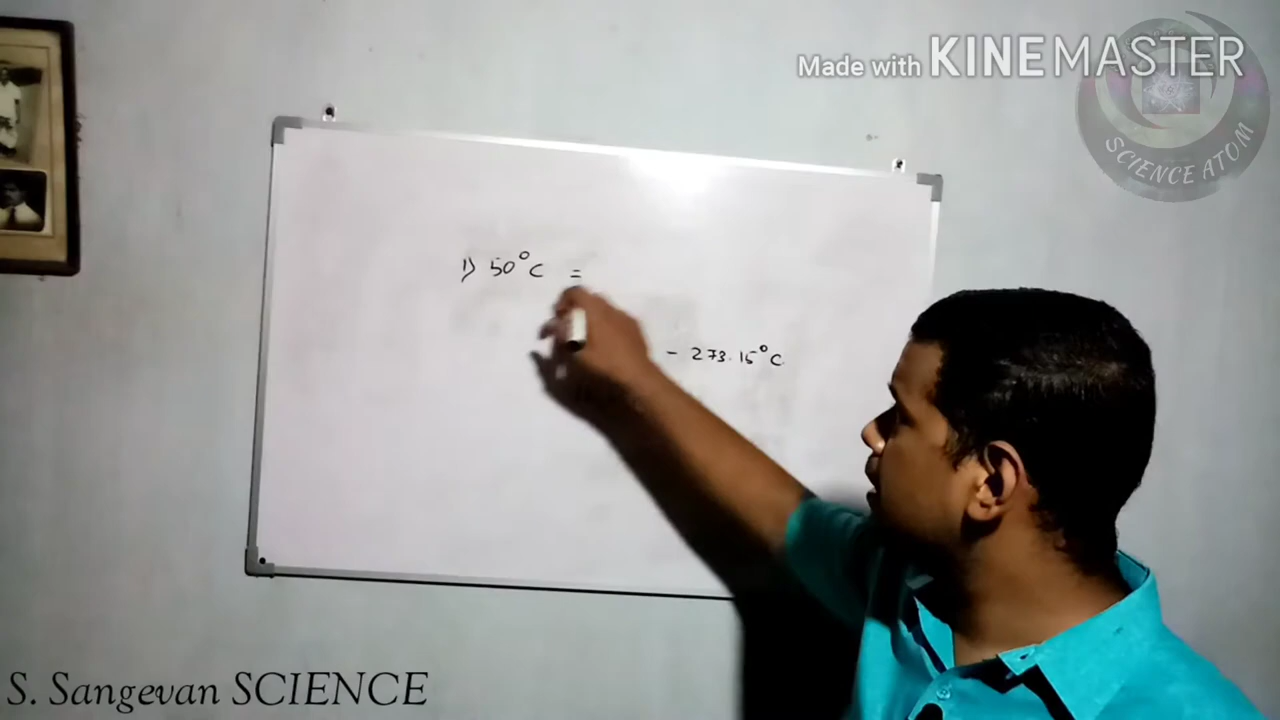 Made with KINEMASTER
SCIENCE ATOM
1) 50°C =
- 273.15°C
S. Sangevan SCIENCE